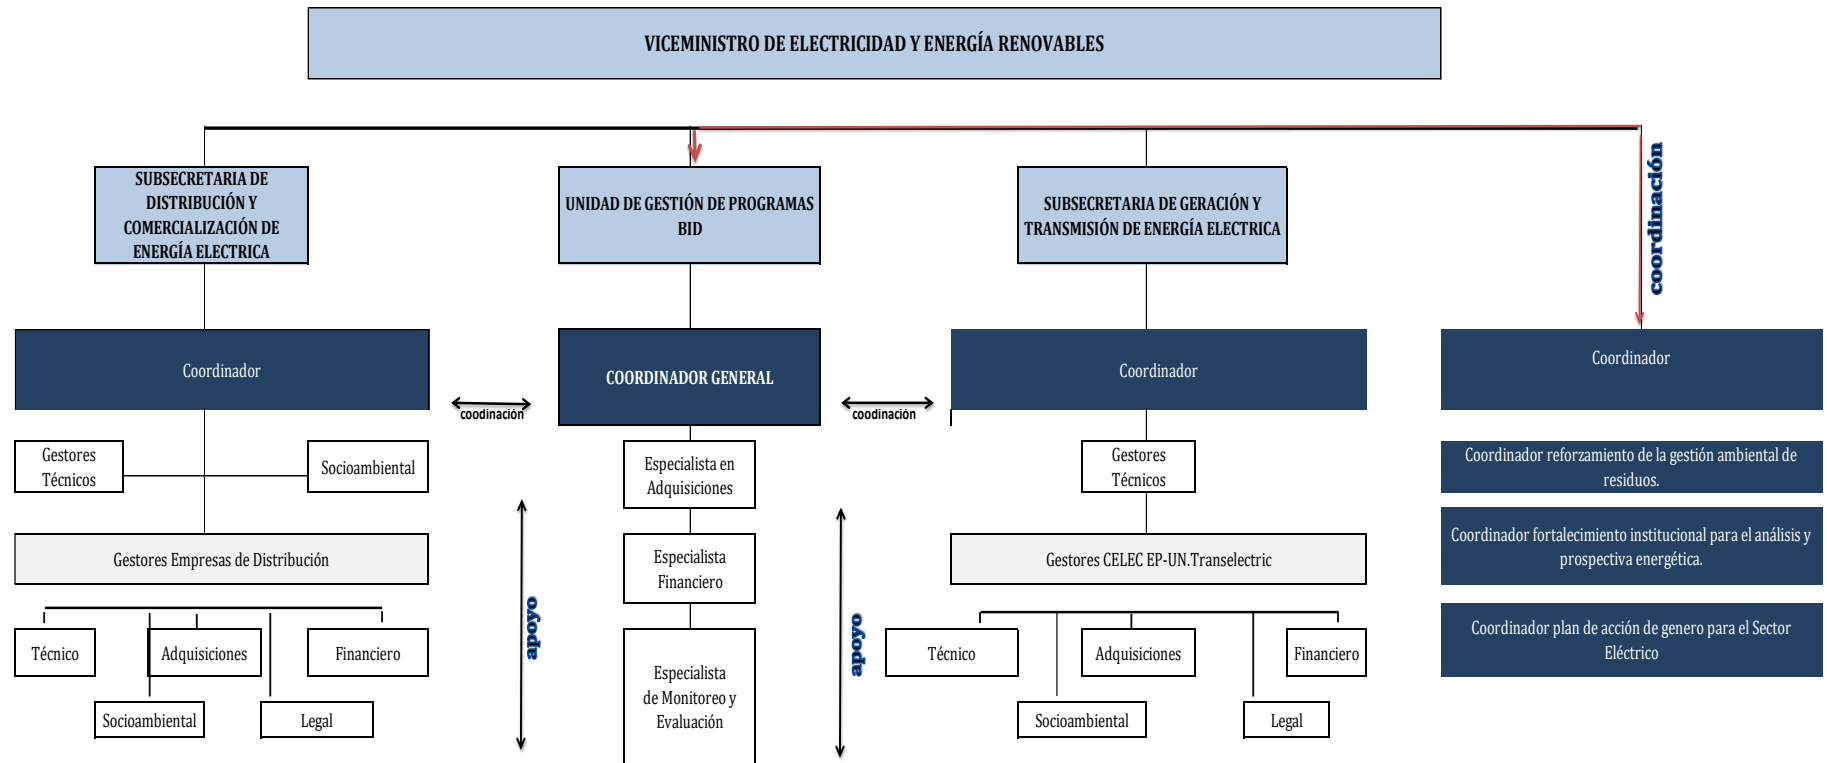 VICEMINISTRO DE ELECTRICIDAD Y ENERGÍA RENOVABLES
SUBSECRETARIA DE
DISTRIBUCIÓN Y
COMERCIALIZACIÓN DE
ENERGÍA ELECTRICA
UNIDAD DE GESTIÓN DE PROGRAMAS
BID
SUBSECRETARIA DE GERACIÓN Y
TRANSMISIÓN DE ENERGÍA ELECTRICA
coordinación
Coordinador
COORDINADOR GENERAL
Coordinador
Coordinador
coodinación
coodinación
Gestores
Técnicos
Socioambiental
Especialista en
Adquisiciones
Gestores
Técnicos
Coordinador reforzamiento de la gestión ambiental de
residuos.
Gestores Empresas de Distribución
Especialista
Financiero
Gestores CELEC EP-UN.Transelectric
Coordinador fortalecimiento institucional para el análisis y
prospectiva energética.
apoyo
apoyo
Técnico
Adquisiciones
Financiero
Socioambiental
Legal
Especialista
de Monitoreo y
Evaluación
Técnico
Adquisiciones
Financiero
Socioambiental
Legal
Coordinador plan de acción de genero para el Sector
Eléctrico